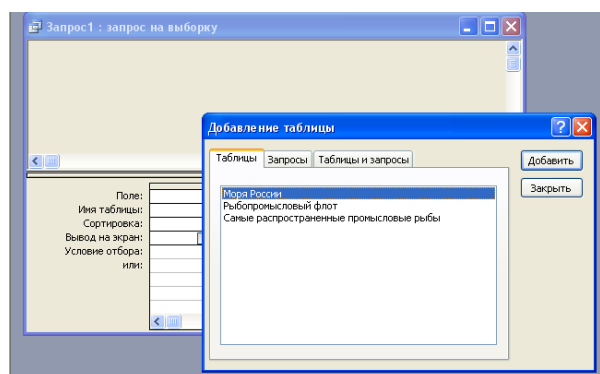 Запрос1 : запрос на выборку
Добавление таблицы
Таблицы Запросы Таблицы и запросы
Добавить
Закрыть
Моря России
Рыбопромысловый флот
Самые распространенные промысловые рыбы
Поле:
Имя таблицы:
Сортировка:
Вывод на экран:
Условие отбора:
или: